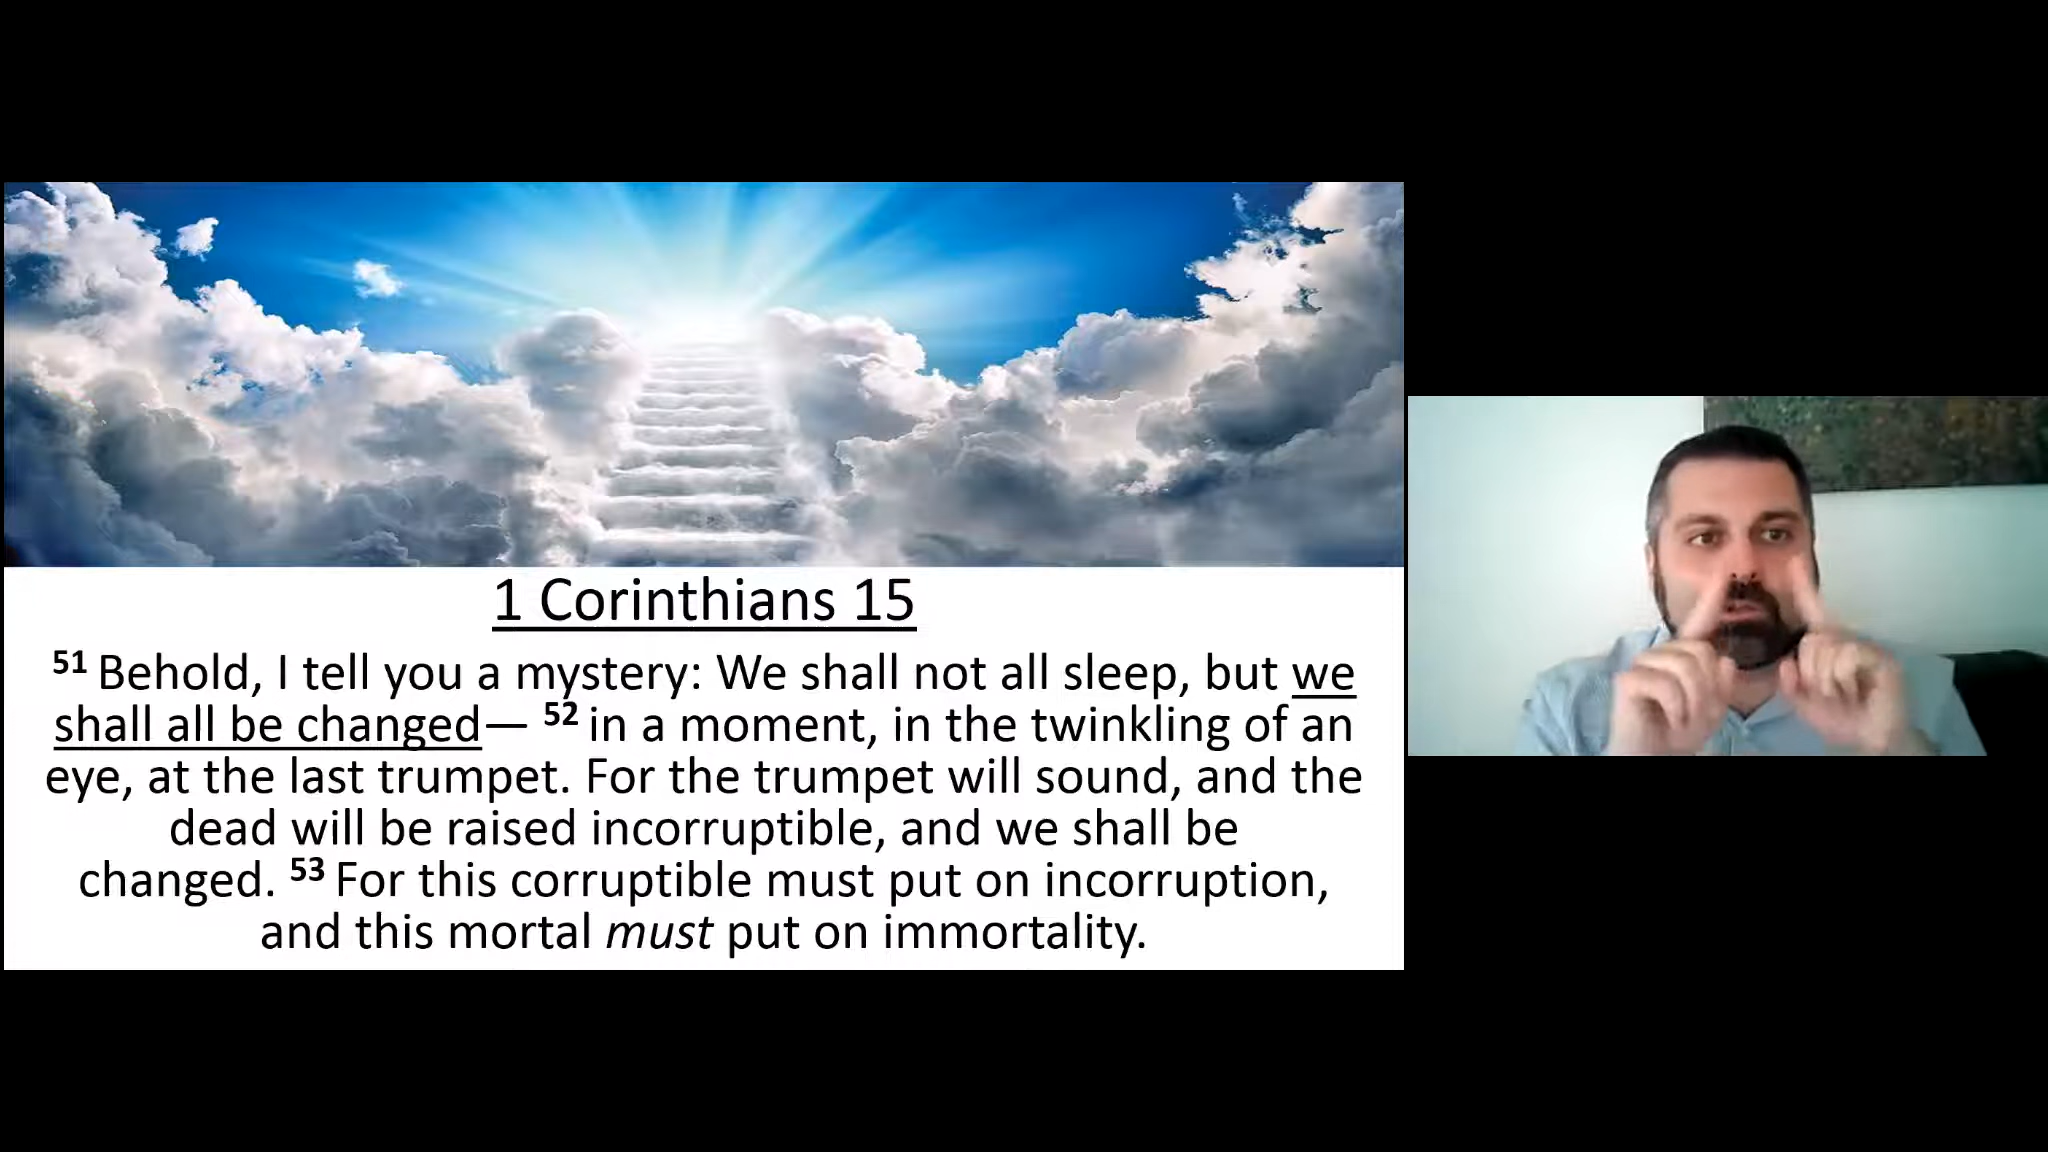 1 Corinthians 15
51 Behold, I tell you a mystery: We shall not all sleep, but we
shall all be changed— 52 in a moment, in the twinkling of an
eye, at the last trumpet. For the trumpet will sound, and the
dead will be raised incorruptible, and we shall be
changed. 53 For this corruptible must put on incorruption,
and this mortal must put on immortality.